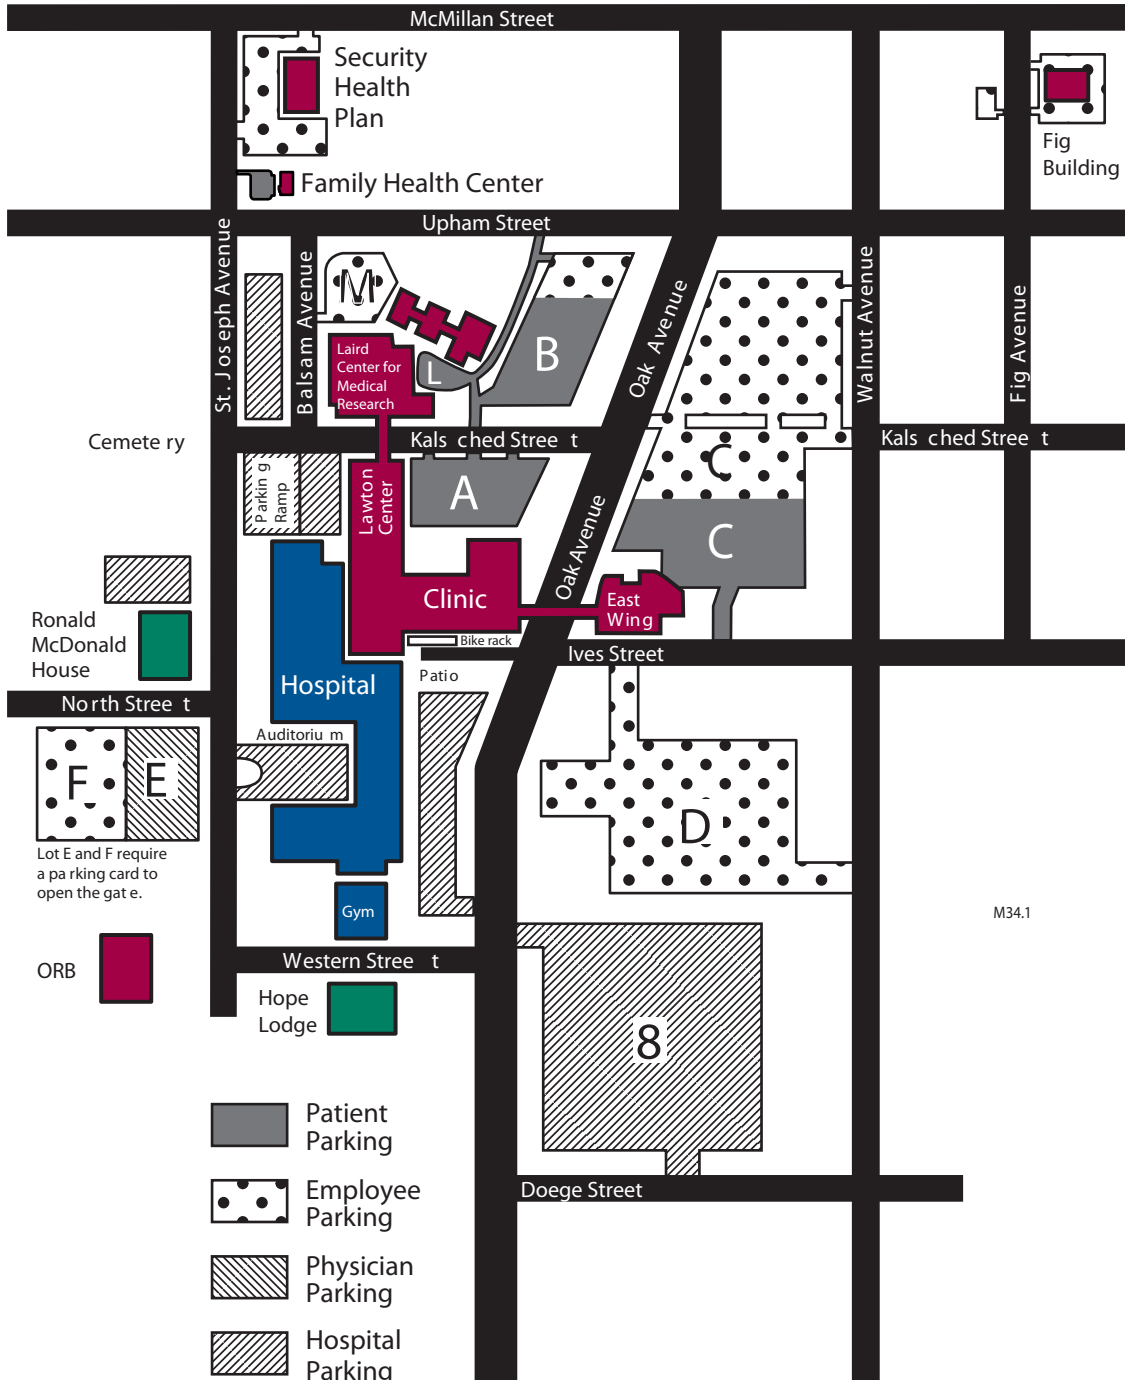 McMillan Street
Security
Health
Plan
Fig
Building
Family Health Center
Upham Street
St. Joseph Avenue
Balsam Avenue
M
B
Oak Avenue
Walnut Avenue
Fig Avenue
Laird
Center for
Medical
Research
L
Cemete ry
Kals ched Stree t
Kals ched Stree t
Parkin g
Ramp
Lawton
Center
A
C
C
Oak Avenue
Clinic
East
Wing
Bike rack
Ronald
McDonald
House
Ives Street
Patio
Hospital
No rth Stree t
Auditoriu m
F
E
D
Lot E and F require
a pa rking card to
open the gat e.
Gym
M34.1
ORB
Western Stree t
Hope
Lodge
8
Patient
Parking
Doege Street
Employee
Parking
Physician
Parking
Hospital
Parking